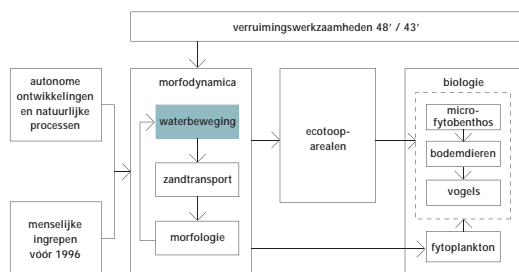 verruimingswerkzaamheden 48' / 43'
autonome
ontwikkelingen
en natuurlijke
processen
menselijke
ingrepen
vóór 1996
morfodynamica
waterbeweging
zandtransport
morfologie
ecotoop-
arealen
biologie
micro-
fytobenthos
bodemdieren
vogels
fytoplankton